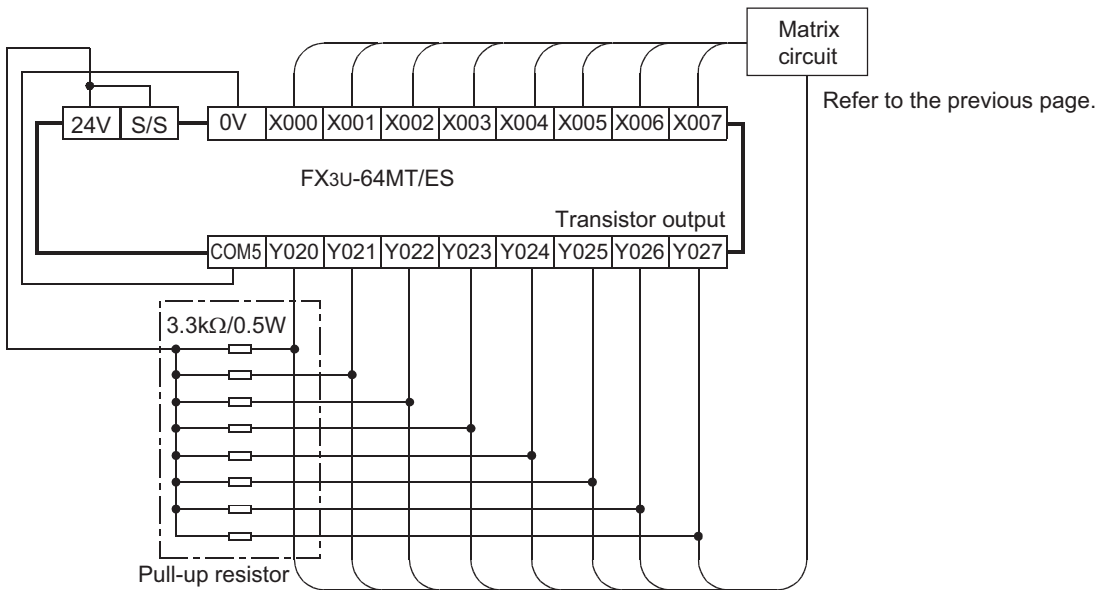 Matrix
circuit
Refer to the previous page.
24V S/S 0V X000 X001 X002 X003 X004 X005 X006 X007
FX3U-64MT/ES
Transistor output
COM5 Y020 Y021 Y022 Y023 Y024 Y025 Y026 Y027
3.3kΩ/0.5W
Pull-up resistor